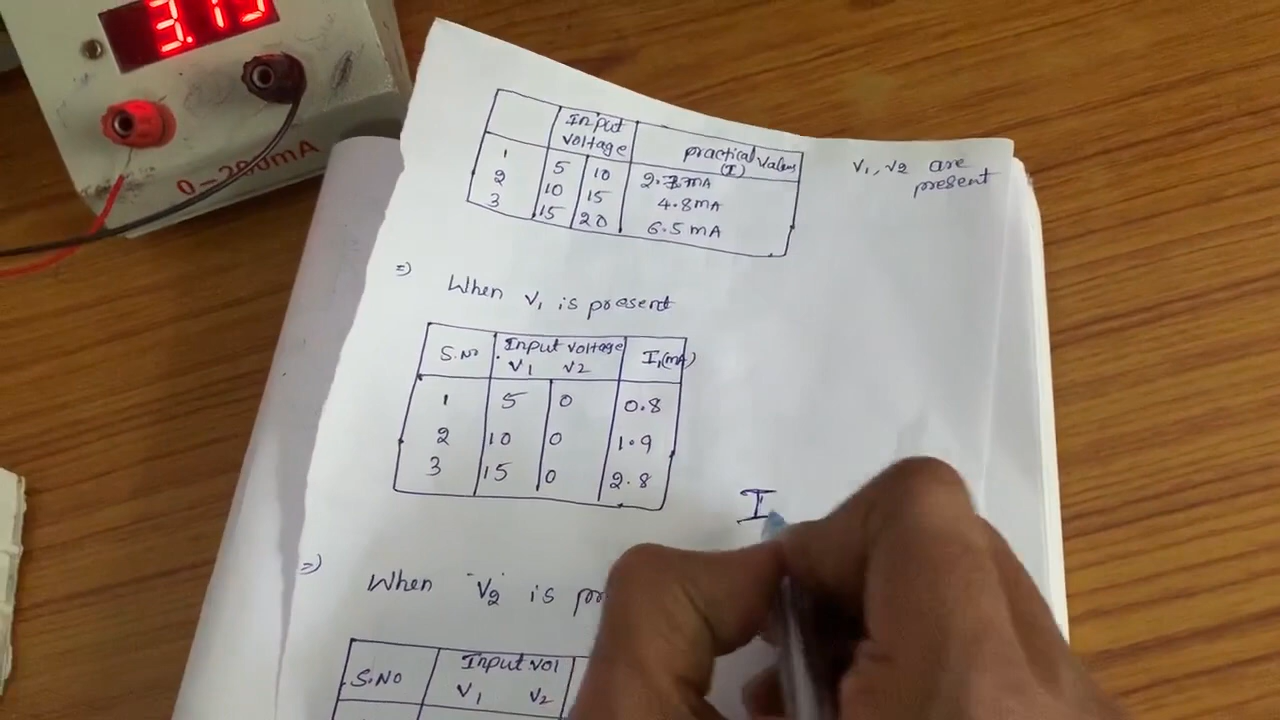 3.15
0-200mA
Input voltage practical values (I)
1 5 10 2.3mA
2 10 15 4.8mA
3 15 20 6.5mA
V1, V2 are present
=> When V1 is present
S.NO Input voltage V1 V2 I1(mA)
1 5 0 0.8
2 10 0 1.9
3 15 0 2.8
I
=> When V2 is
S.NO Input vol
V1 V2